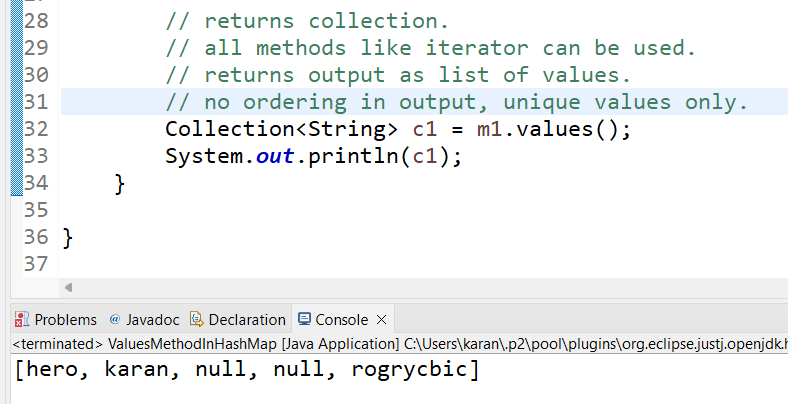 28 // returns collection.
29 // all methods like iterator can be used.
30 // returns output as list of values.
31 // no ordering in output, unique values only.
32 Collection<String> c1 = m1.values();
33 System.out.println(c1);
34 }
35
36 }
37
Problems @ Javadoc Declaration Console
<terminated> ValuesMethodInHashMap [Java Application] C:\Users\karan\.p2\pool\plugins\org.eclipse.justj.openjdk.h
[hero, karan, null, null, rogrycbic]